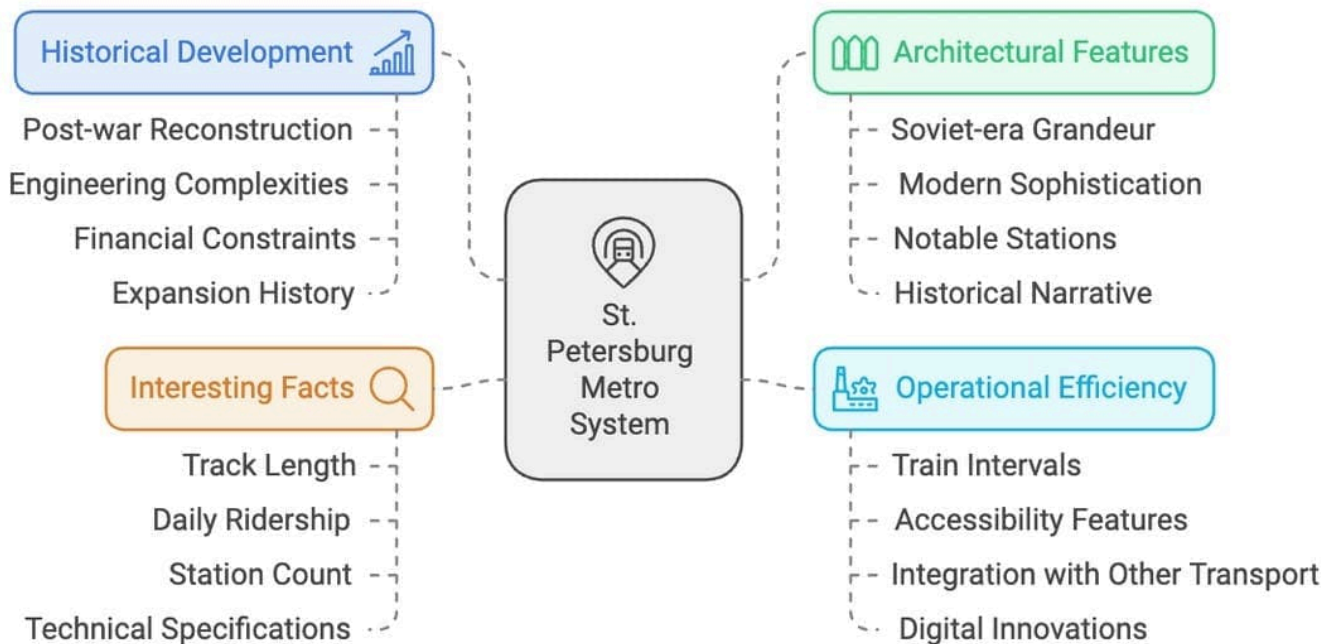 Historical Development
Post-war Reconstruction
Engineering Complexities
Financial Constraints
Expansion History
Architectural Features
Soviet-era Grandeur
Modern Sophistication
Notable Stations
Historical Narrative
St.
Petersburg
Metro
System
Interesting Facts
Track Length
Daily Ridership
Station Count
Technical Specifications
Operational Efficiency
Train Intervals
Accessibility Features
Integration with Other Transport
Digital Innovations